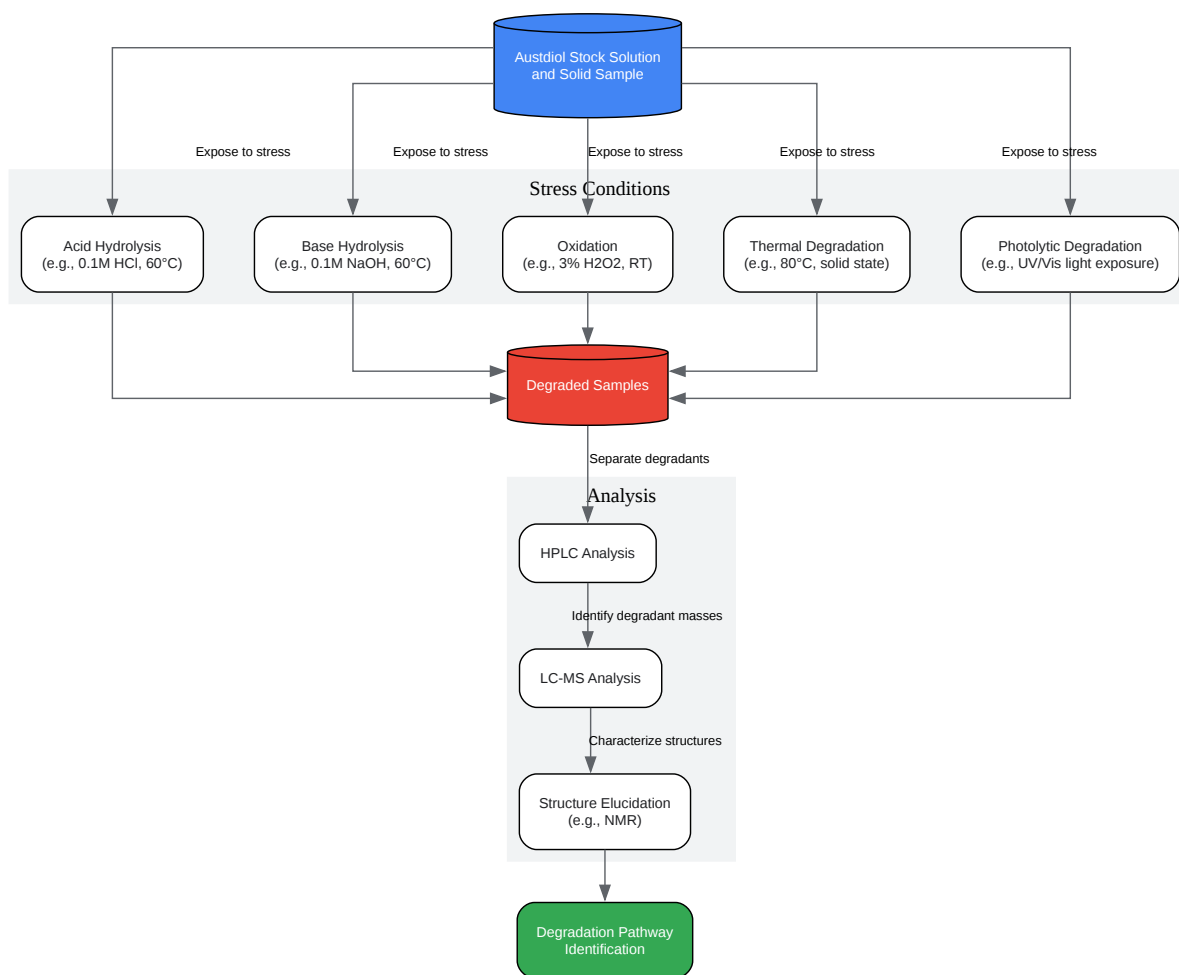 Austdiol Stock Solution
and Solid Sample
Expose to stress
Expose to stress
Expose to stress
Expose to stress
Expose to stress
Stress Conditions
Acid Hydrolysis
(e.g., 0.1M HCl, 60°C)
Base Hydrolysis
(e.g., 0.1M NaOH, 60°C)
Oxidation
(e.g., 3% H2O2, RT)
Thermal Degradation
(e.g., 80°C, solid state)
Photolytic Degradation
(e.g., UV/Vis light exposure)
Degraded Samples
Separate degradants
Analysis
HPLC Analysis
Identify degradant masses
LC-MS Analysis
Characterize structures
Structure Elucidation
(e.g., NMR)
Degradation Pathway
Identification